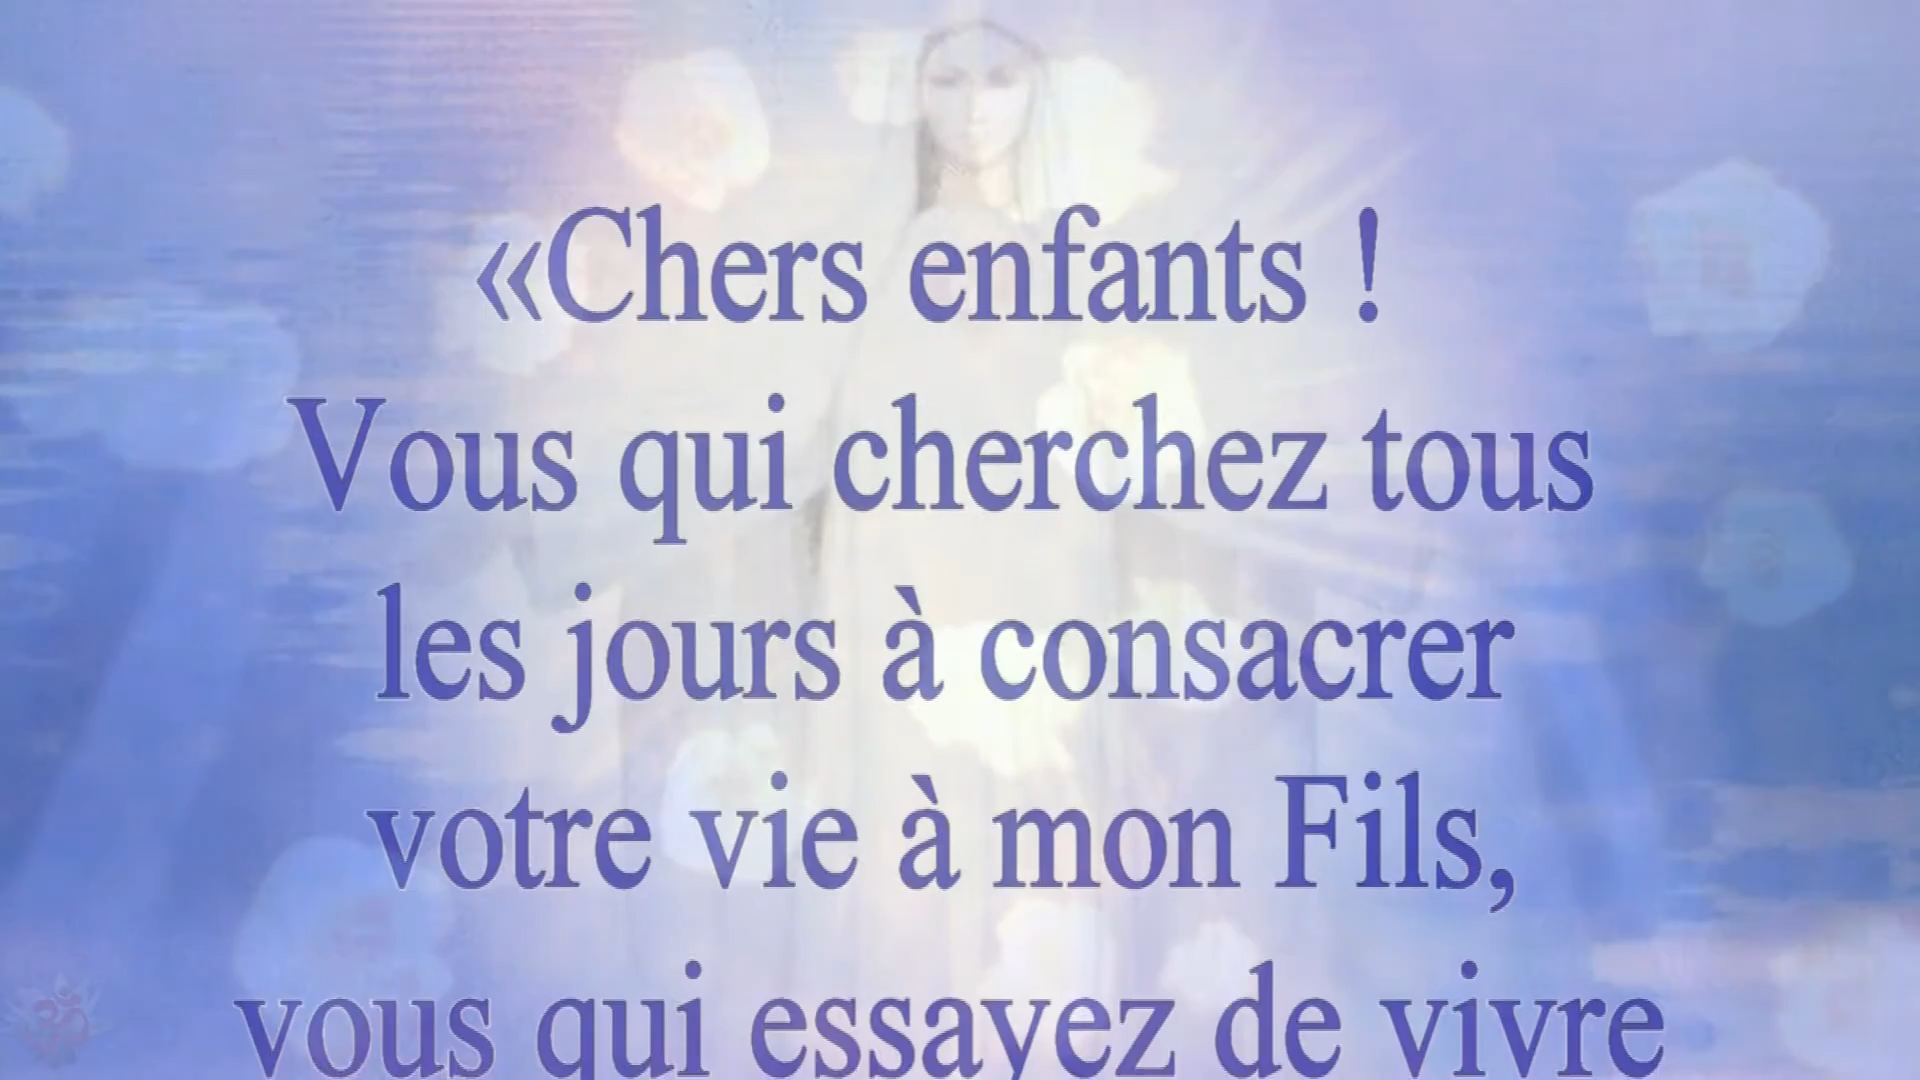 «Chers enfants !
Vous qui cherchez tous
les jours à consacrer
votre vie à mon Fils,
vous qui essayez de vivre
ॐ